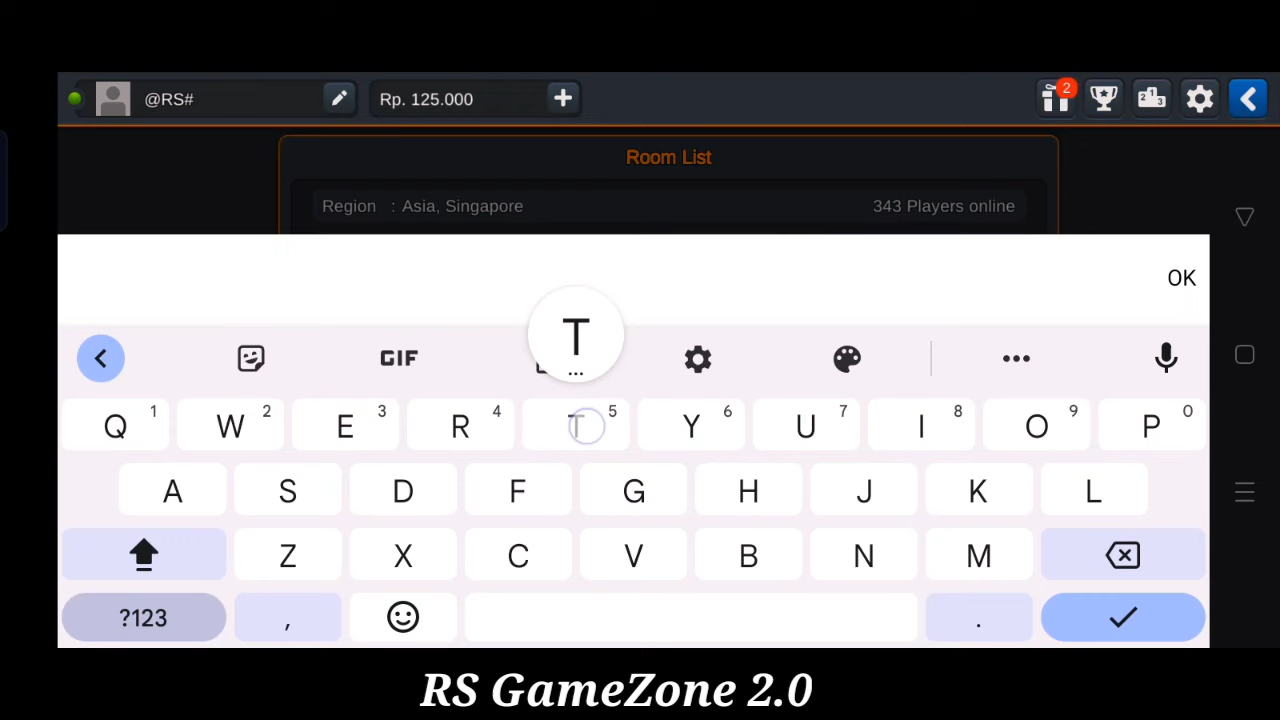 @RS#
Rp. 125.000
2
Room List
Region : Asia, Singapore
343 Players online
OK
T
...
GIF
Q 1 W 2 E 3 R 4 T 5 Y 6 U 7 I 8 O 9 P 0
A S D F G H J K L
Z X C V B N M
?123 , .
RS GameZone 2.0